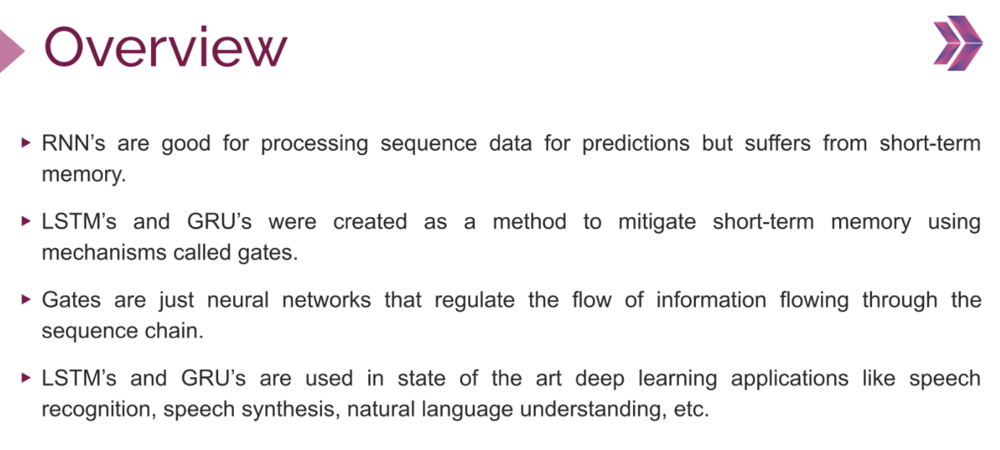 Overview
RNN’s are good for processing sequence data for predictions but suffers from short-term
memory.
LSTM’s and GRU’s were created as a method to mitigate short-term memory using
mechanisms called gates.
Gates are just neural networks that regulate the flow of information flowing through the
sequence chain.
LSTM’s and GRU’s are used in state of the art deep learning applications like speech
recognition, speech synthesis, natural language understanding, etc.